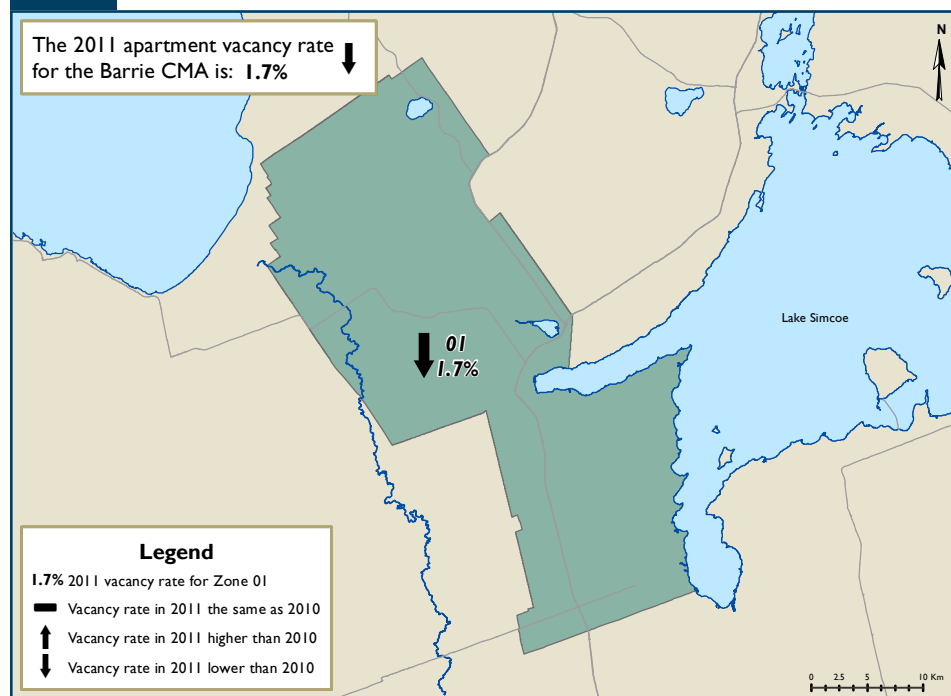 The 2011 apartment vacancy rate
for the Barrie CMA is: 1.7%
N
Lake Simcoe
01
1.7%
Legend
1.7% 2011 vacancy rate for Zone 01
Vacancy rate in 2011 the same as 2010
Vacancy rate in 2011 higher than 2010
Vacancy rate in 2011 lower than 2010
0 2.5 5 10 Km